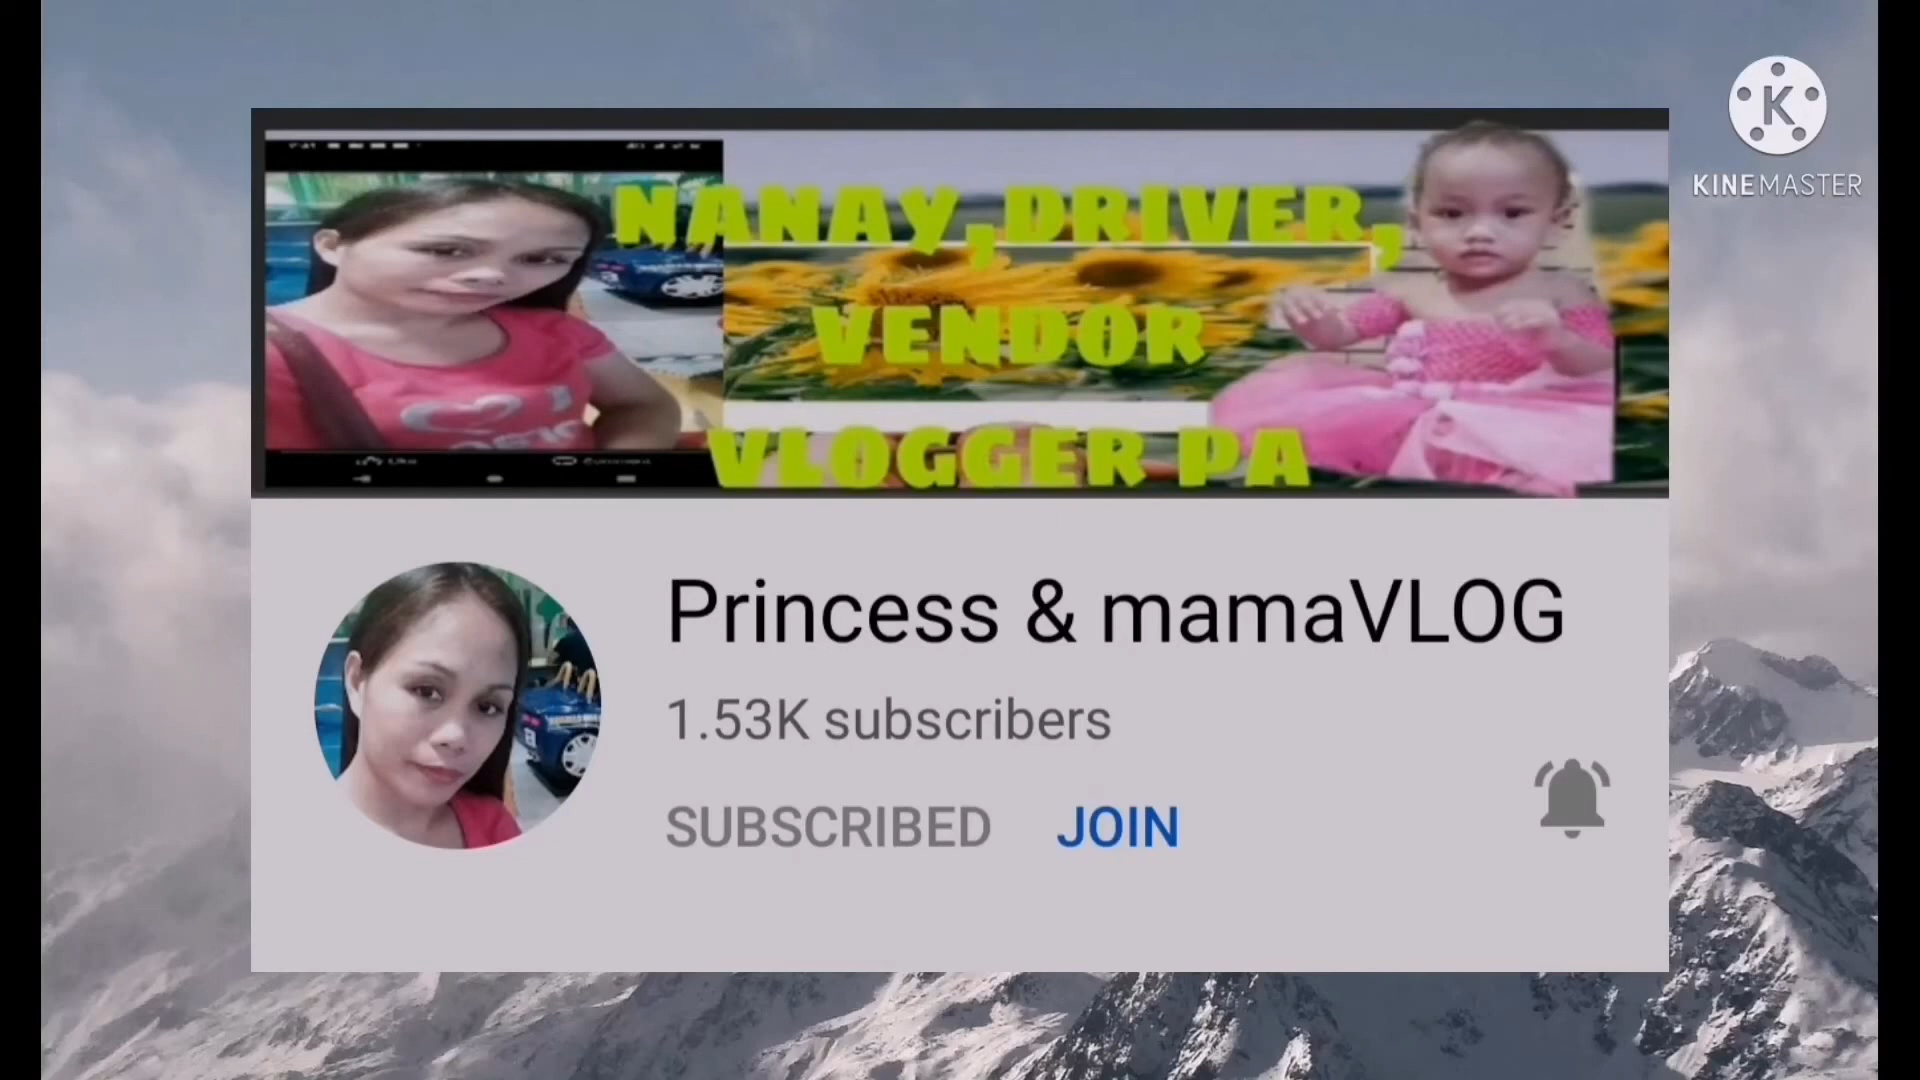 KINEMASTER
NANAY,DRIVER,
VENDOR
VLOGGER PA
Princess & mamaVLOG
1.53K subscribers
SUBSCRIBED JOIN